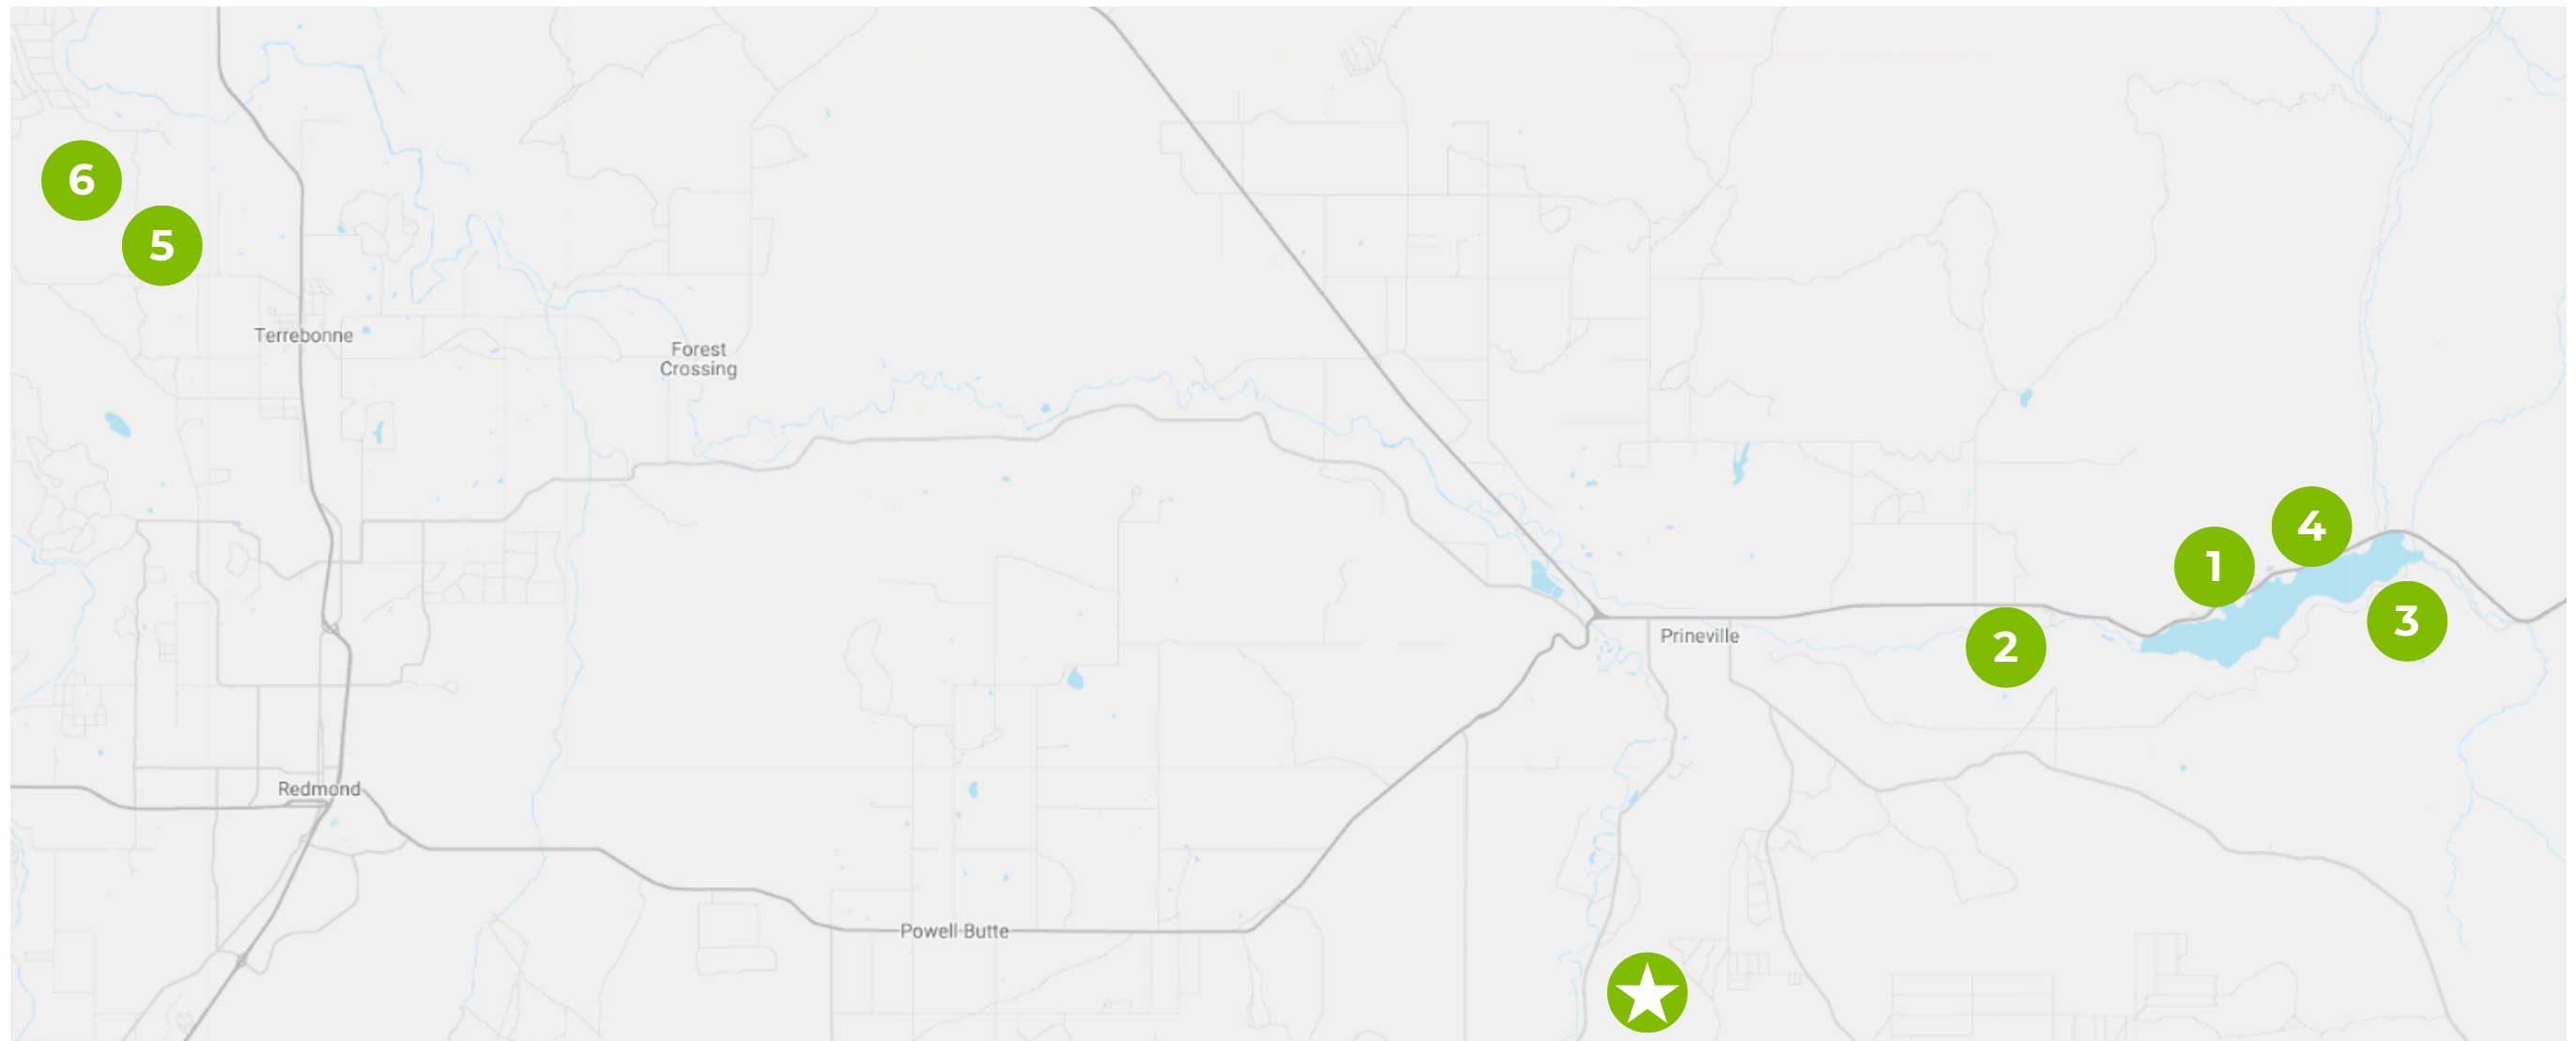 6
5
Terrebonne
Forest
Crossing
4
1
3
Prineville
2
Redmond
Powell Butte